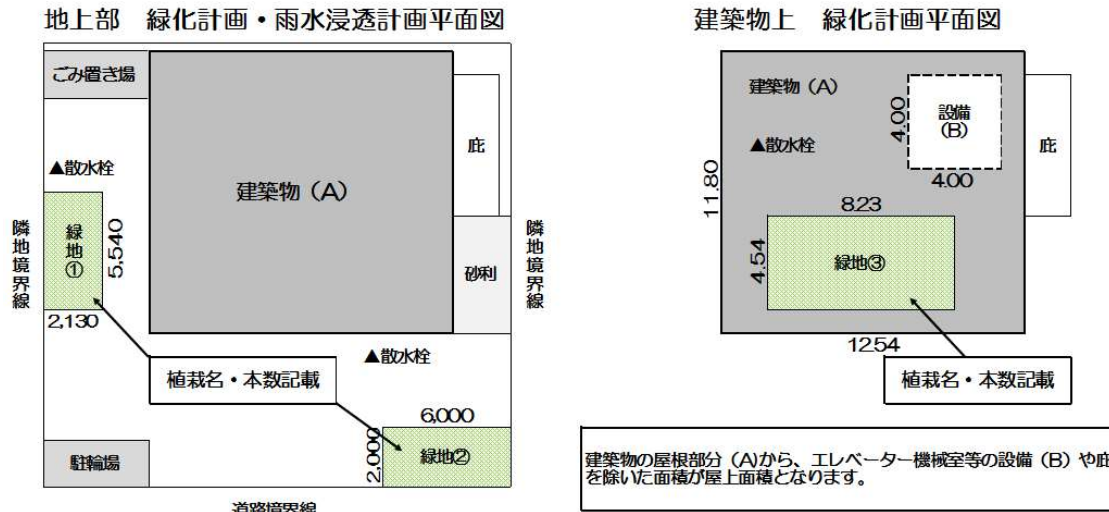 地上部　緑化計画・雨水浸透計画平面図
ごみ置き場
▲散水栓
緑地①
5,540
2,130
隣地境界線
建築物（A）
庇
砂利
隣地境界線
▲散水栓
植栽名・本数記載
6,000
2,000
緑地②
駐輪場
道路境界線
建築物上　緑化計画平面図
建築物（A）
▲散水栓
設備
（B）
4.00
4.00
庇
11.80
8.23
4.54
緑地③
12.54
植栽名・本数記載
建築物の屋根部分（A)から、エレベーター機械室等の設備（B）や庇
を除いた面積が屋上面積となります。